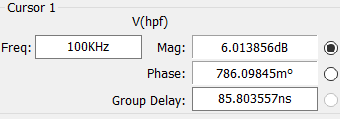 Cursor 1
V(hpf)
Freq: 100KHz Mag: 6.013856dB
Phase: 786.09845m°
Group Delay: 85.803557ns